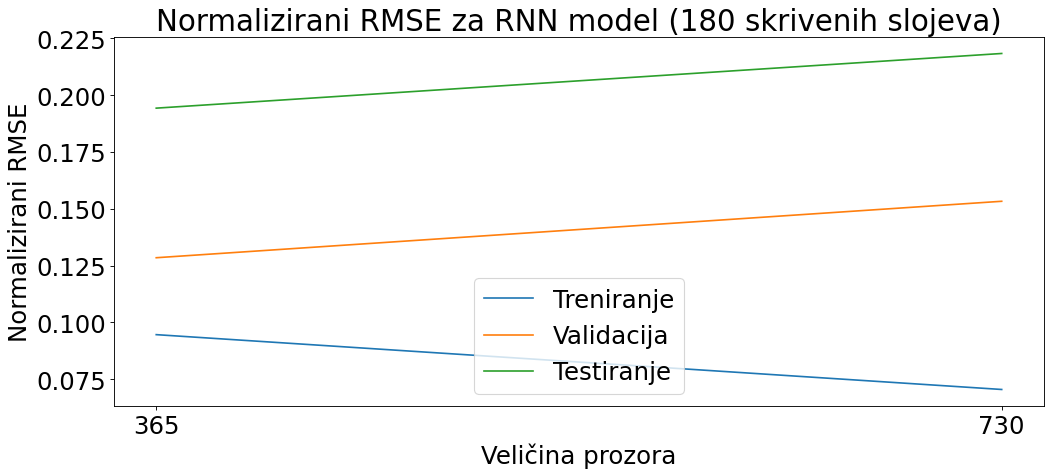 Normalizirani RMSE za RNN model (180 skrivenih slojeva)
Normalizirani RMSE
0.225
0.200
0.175
0.150
0.125
0.100
0.075
Treniranje
Validacija
Testiranje
365
730
Veličina prozora